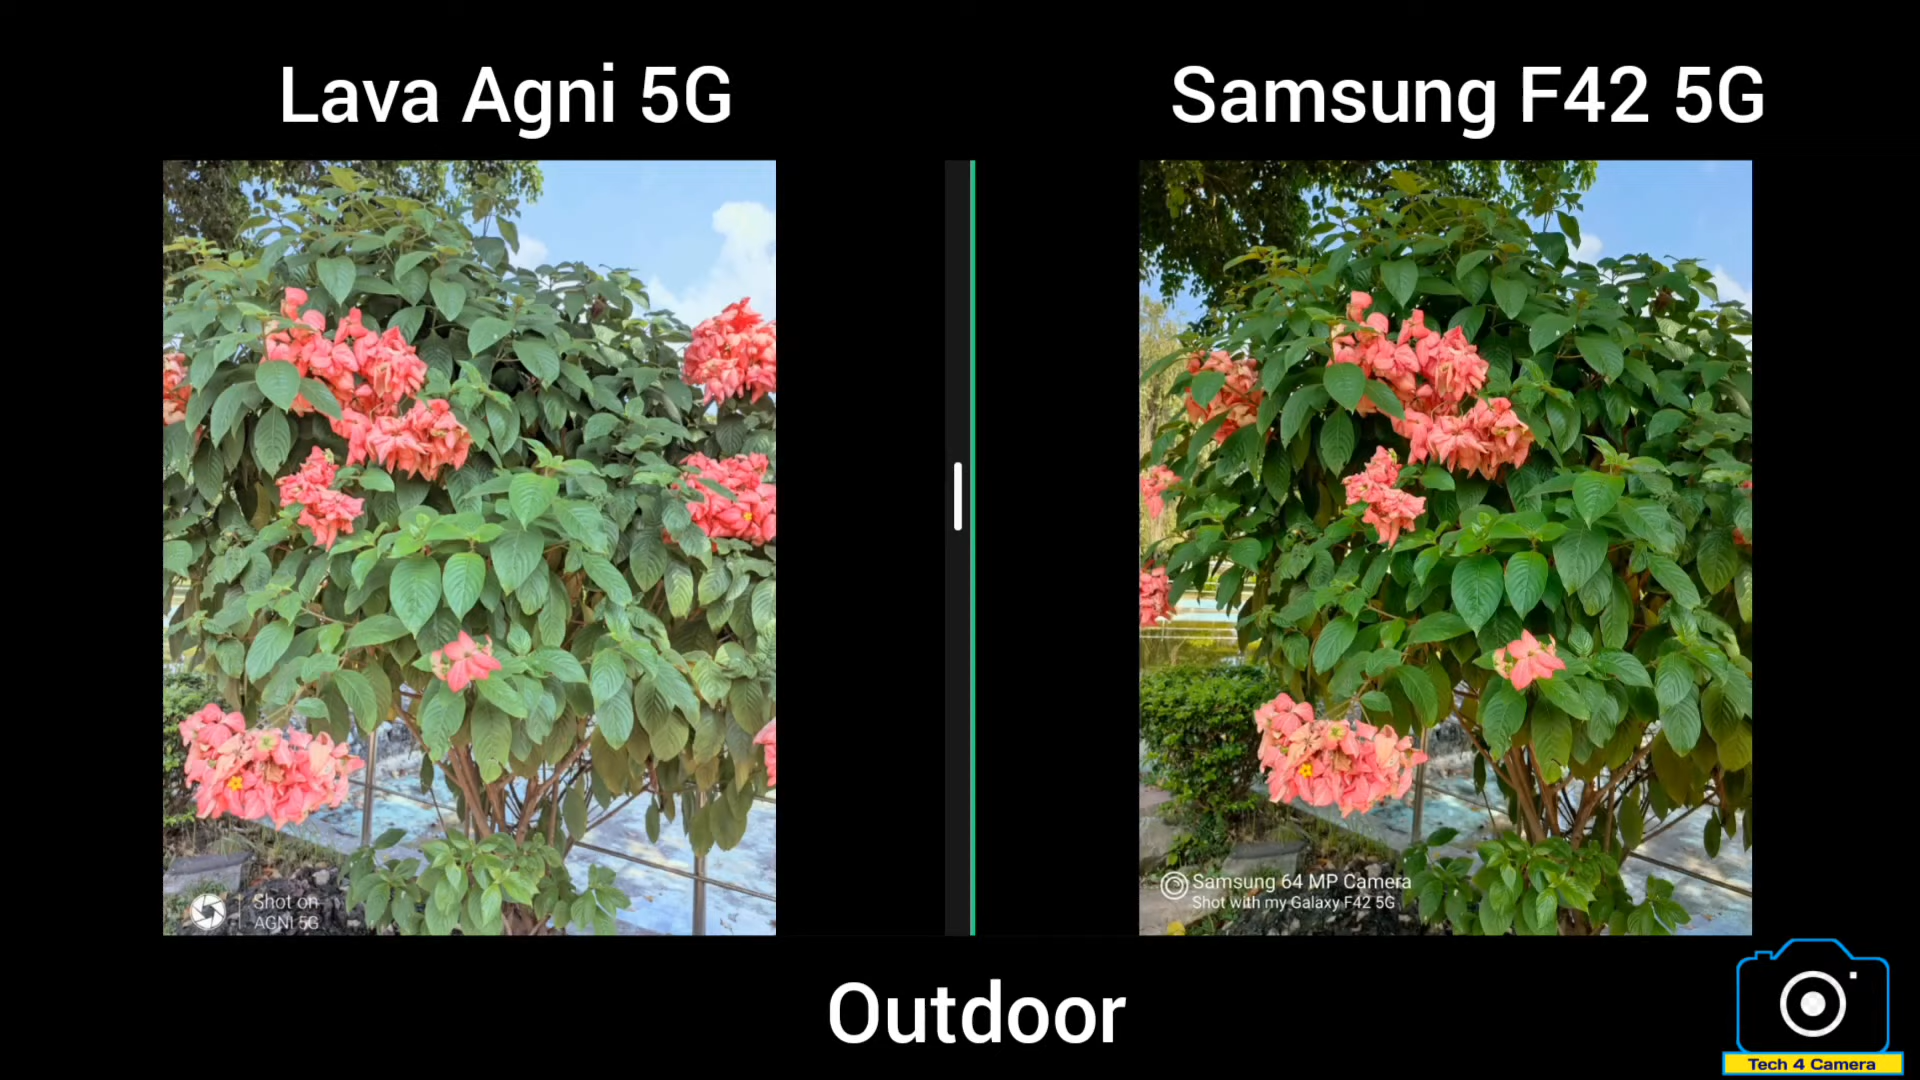 Lava Agni 5G
Samsung F42 5G
Shot on
AGNI 5G
Samsung 64 MP Camera
Shot with my Galaxy F42 5G
Outdoor
Tech 4 Camera